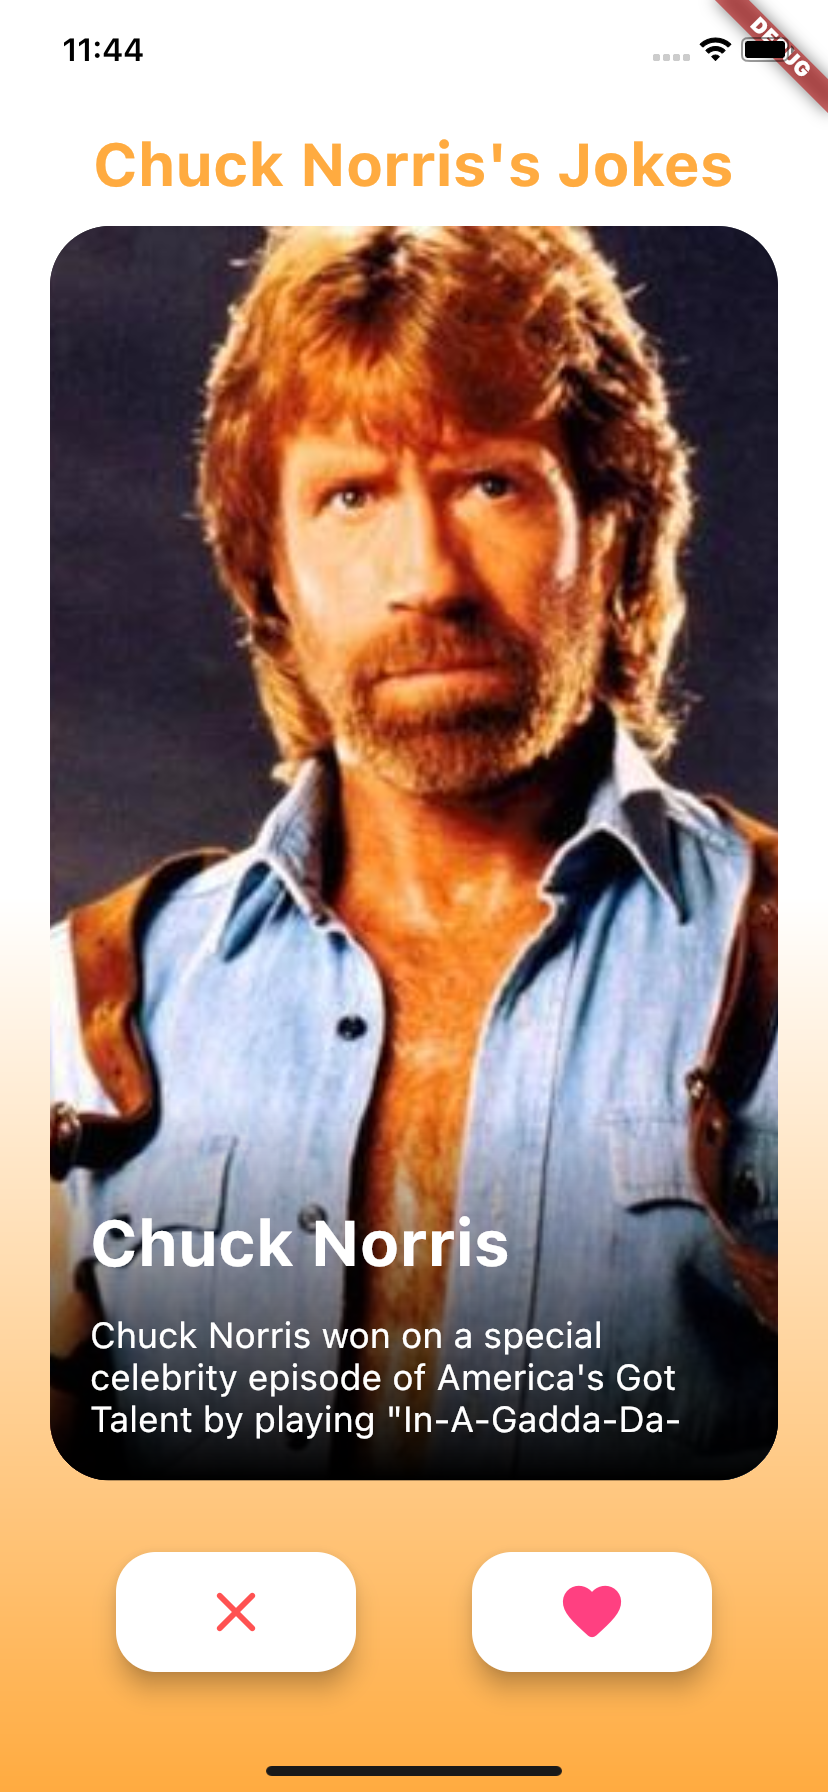 11:44
DEBUG
Chuck Norris's Jokes
Chuck Norris
Chuck Norris won on a special
celebrity episode of America's Got
Talent by playing "In-A-Gadda-Da-